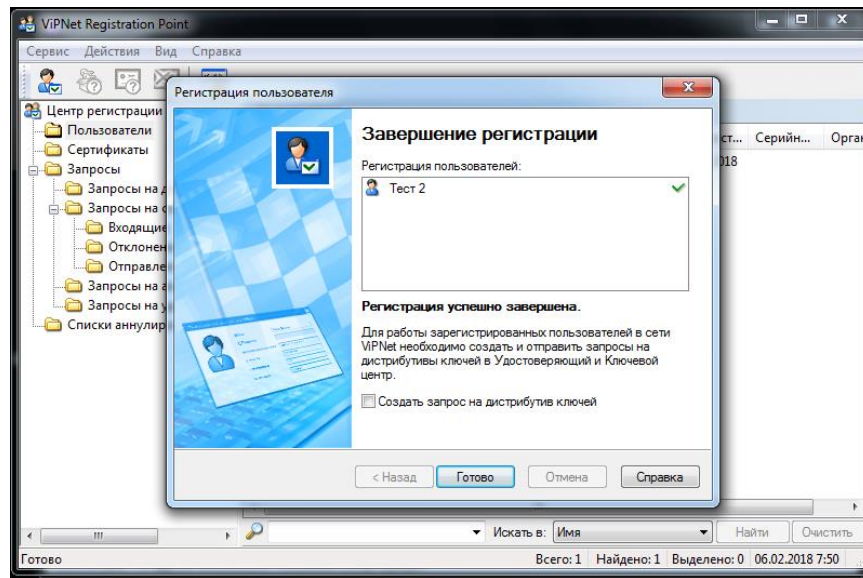 ViPNet Registration Point
Сервис Действия Вид Справка
Регистрация пользователя
Центр регистрации
Пользователи
Сертификаты
Запросы
Запросы на
Запросы на
Входящие
Отклонен
Отправле
Запросы на
Запросы на
Списки аннулир
Завершение регистрации
Регистрация пользователей:
Тест 2
Регистрация успешно завершена.
Для работы зарегистрированных пользователей в сети
ViPNet необходимо создать и отправить запросы на
дистрибутивы ключей в Удостоверяющий и Ключевой
центр.
Создать запрос на дистрибутив ключей
< Назад Готово Отмена Справка
ст... Серийн... Орган
018
Искать в: Имя Найти Очистить
Готово Всего: 1 Найдено: 1 Выделено: 0 06.02.2018 7:50